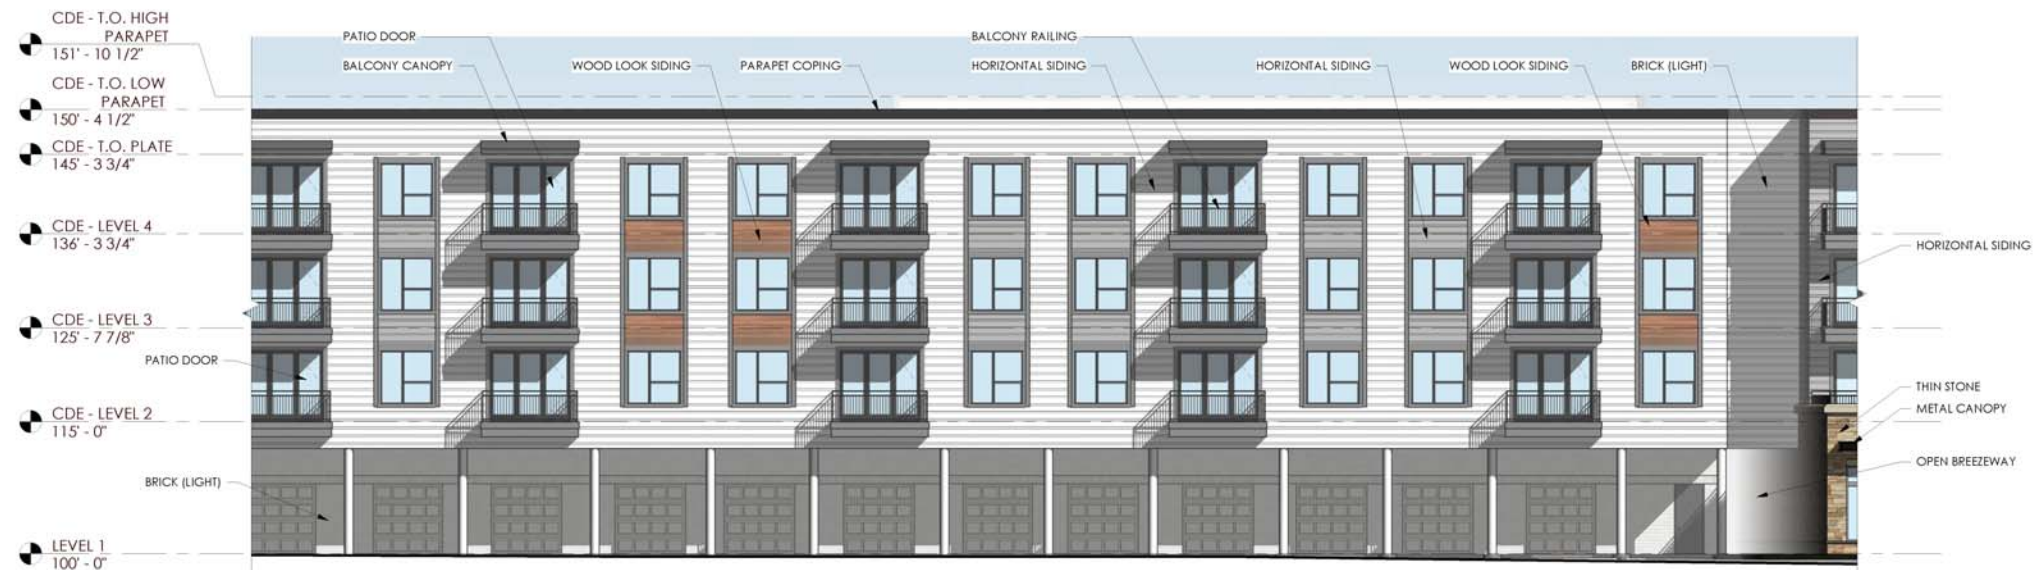 CDE - T.O. HIGH
PARAPET
151' - 10 1/2"
CDE - T.O. LOW
PARAPET
150' - 4 1/2"
CDE - T.O. PLATE
145' - 3 3/4"
CDE - LEVEL 4
136' - 3 3/4"
CDE - LEVEL 3
125' - 7 7/8"
PATIO DOOR
CDE - LEVEL 2
115' - 0"
BRICK (LIGHT)
LEVEL 1
100' - 0"
PATIO DOOR
BALCONY RAILING
BALCONY CANOPY
WOOD LOOK SIDING
PARAPET COPING
HORIZONTAL SIDING
HORIZONTAL SIDING
WOOD LOOK SIDING
BRICK (LIGHT)
HORIZONTAL SIDING
THIN STONE
METAL CANOPY
OPEN BREEZEWAY